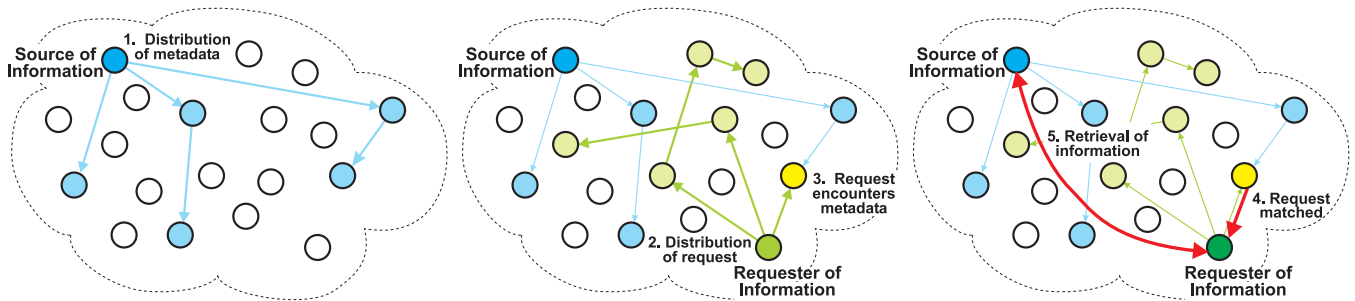 1. Distribution
of metadata
Source of
Information
Source of
Information
3. Request
encounters
metadata
2. Distribution
of request
Requester of
Information
Source of
Information
5. Retrieval of
information
4. Request
matched
Requester of
Information